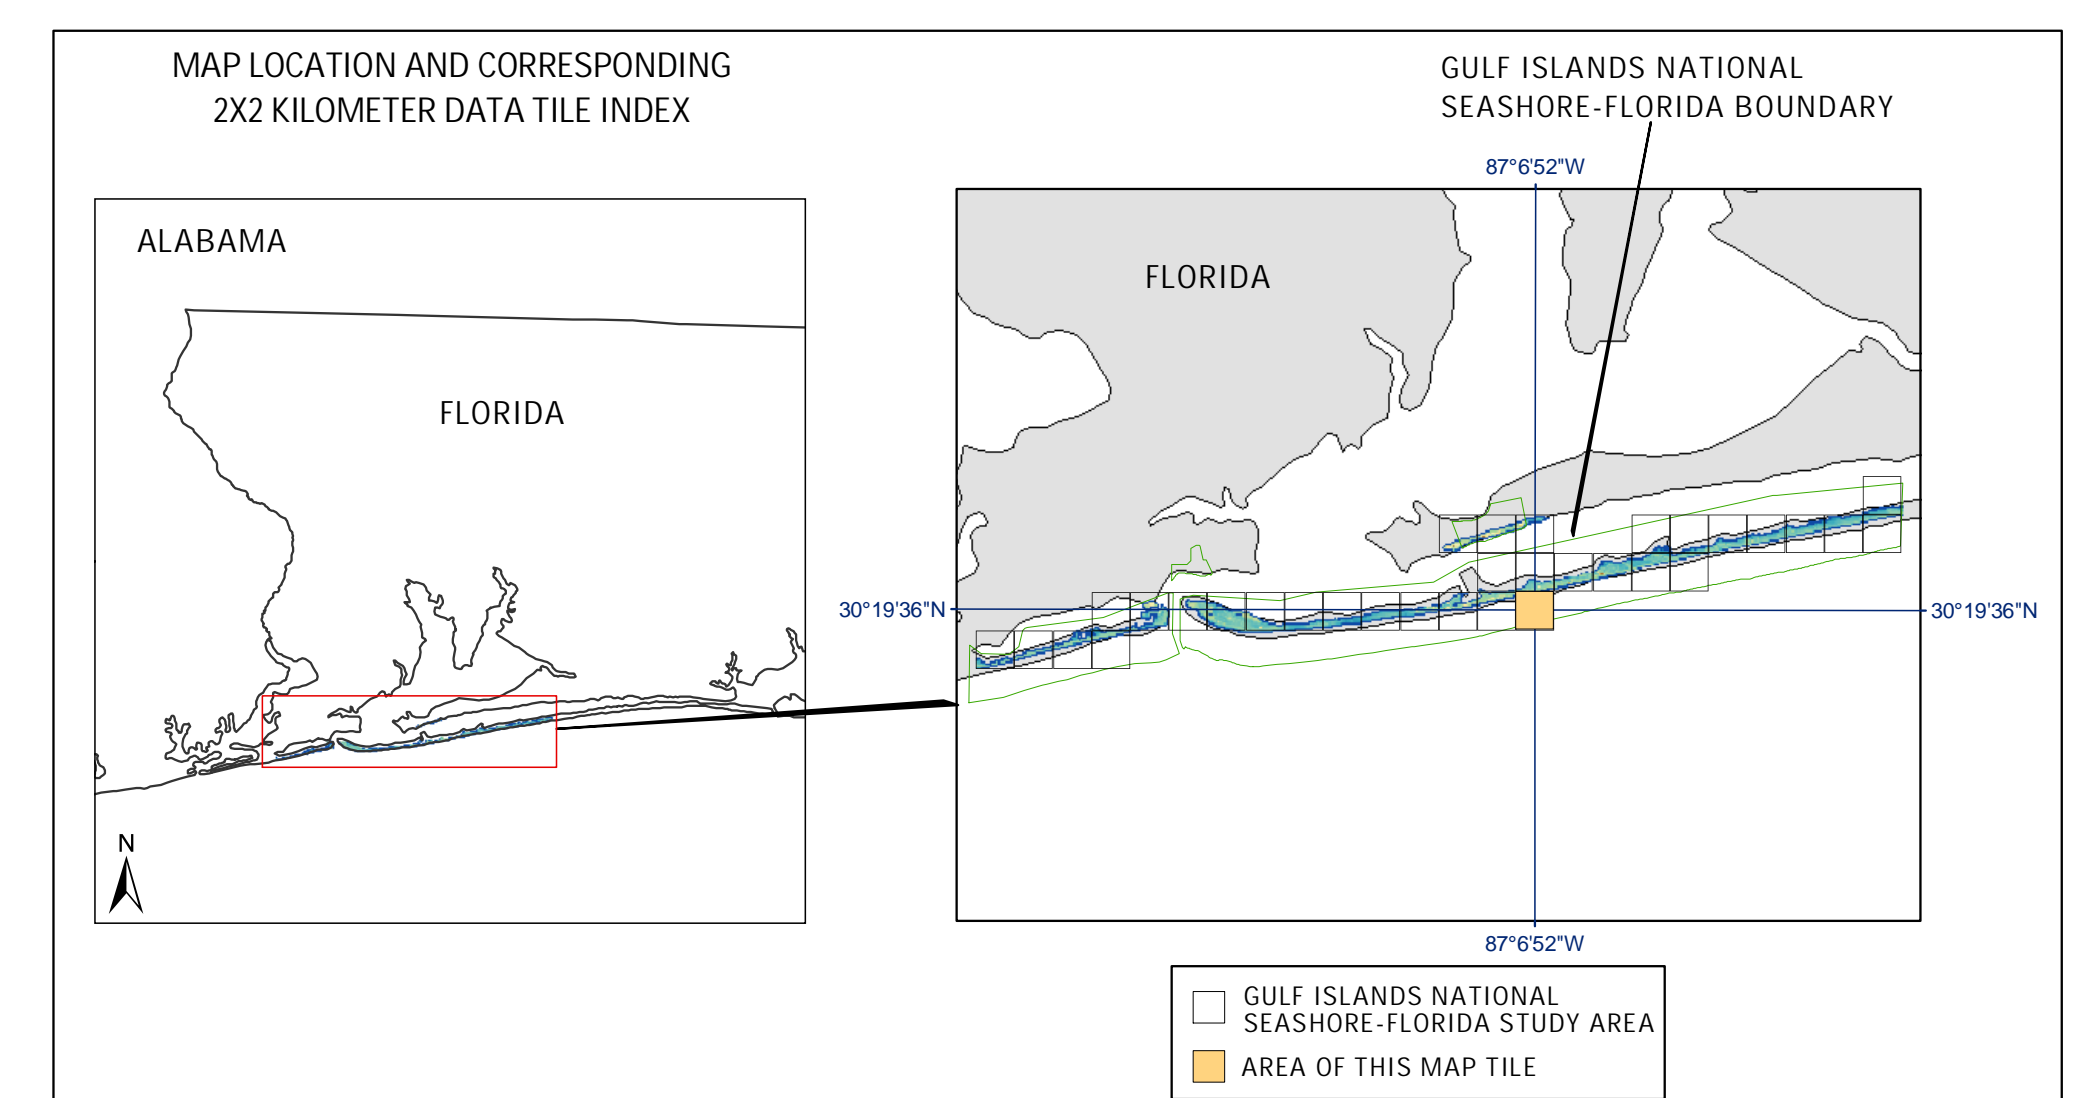 MAP LOCATION AND CORRESPONDING
2X2 KILOMETER DATA TILE INDEX
GULF ISLANDS NATIONAL
SEASHORE-FLORIDA BOUNDARY
87°6'52"W
ALABAMA
FLORIDA
FLORIDA
30°19'36"N
30°19'36"N
N
87°6'52"W
GULF ISLANDS NATIONAL
SEASHORE-FLORIDA STUDY AREA
AREA OF THIS MAP TILE